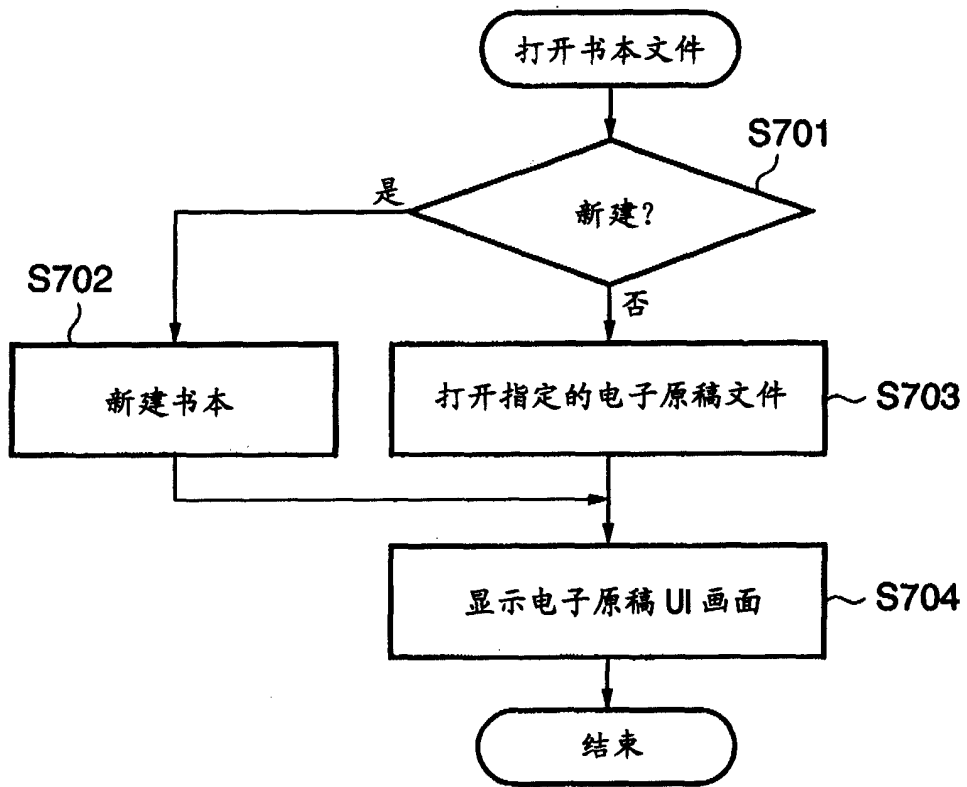 打开书本文件
S701
是
新建?
S702
否
新建书本
打开指定的电子原稿文件
S703
显示电子原稿 UI 画面
S704
结束